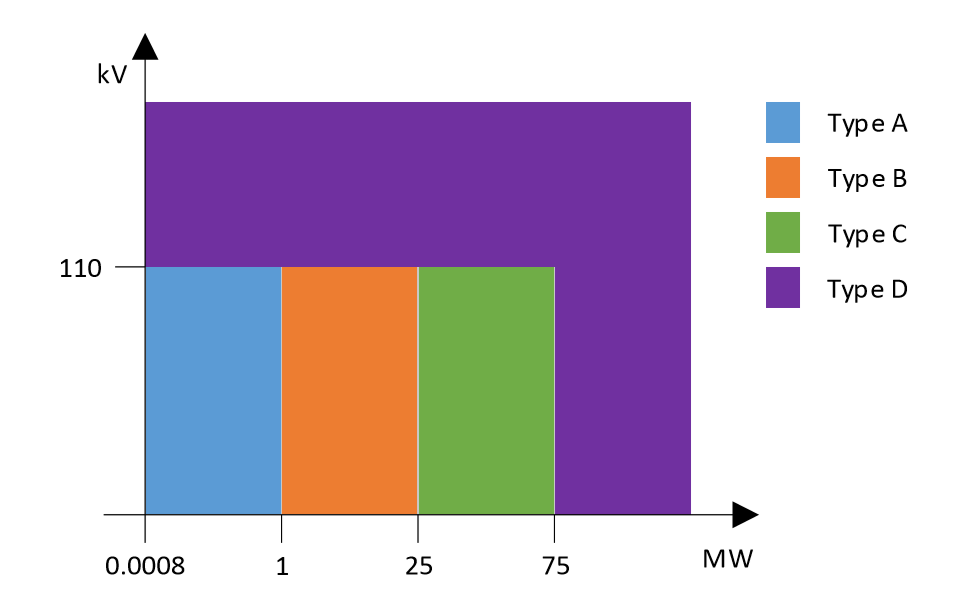 kV
Type A
Type B
Type C
110
Type D
0.0008 1 25 75 MW